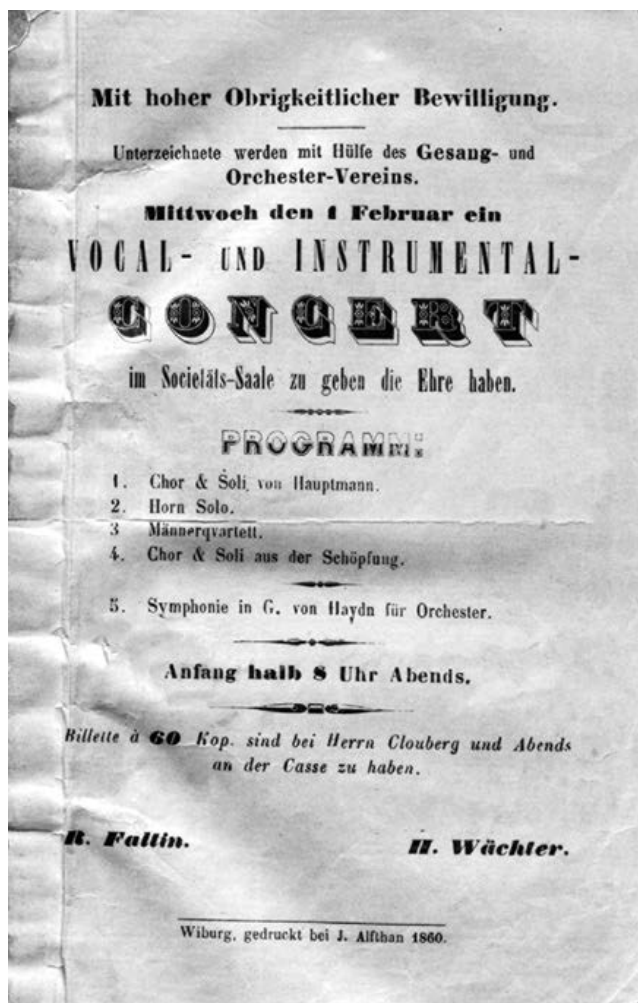 Mit hoher Obrigkeitlicher Bewilligung.
Unterzeichnete werden mit Hülfe des Gesang- und
Orchester-Vereins.
Mittwoch den 1 Februar ein
VOCAL- UND INSTRUMENTAL-
CONCERT
im Societäts-Saale zu geben die Ehre haben.
PROGRAMM:
1. Chor & Soli, von Hauptmann.
2. Horn Solo.
3 Männerqvartett.
4. Chor & Soli aus der Schöpfung.
5. Symphonie in G. von Haydn für Orchester.
Anfang halb 8 Uhr Abends.
Billette à 60 Kop. sind bei Herrn Clouberg und Abends
an der Casse zu haben.
R. Faltin. H. Wächter.
Wiburg, gedruckt bei J. Alfthan 1860.